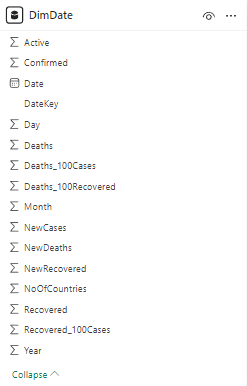 DimDate
Active
Confirmed
Date
DateKey
Day
Deaths
Deaths_100Cases
Deaths_100Recovered
Month
NewCases
NewDeaths
NewRecovered
NoOfCountries
Recovered
Recovered_100Cases
Year
Collapse